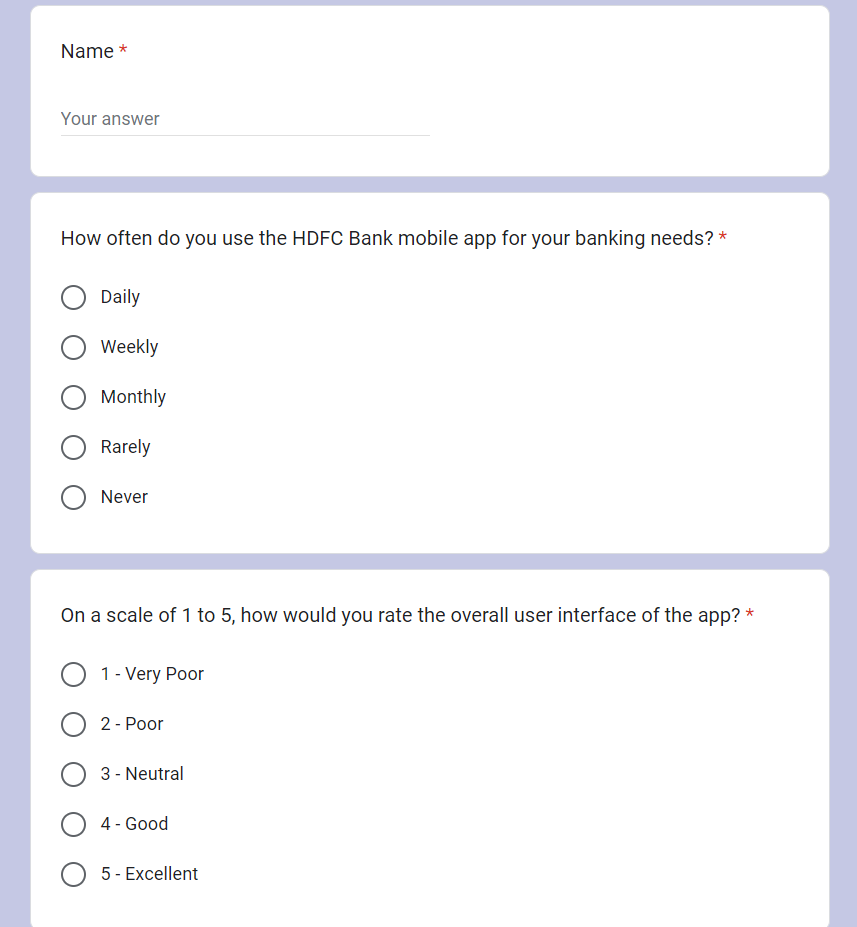 Name *
Your answer
How often do you use the HDFC Bank mobile app for your banking needs? *
Daily
Weekly
Monthly
Rarely
Never
On a scale of 1 to 5, how would you rate the overall user interface of the app? *
1 - Very Poor
2 - Poor
3 - Neutral
4 - Good
5 - Excellent